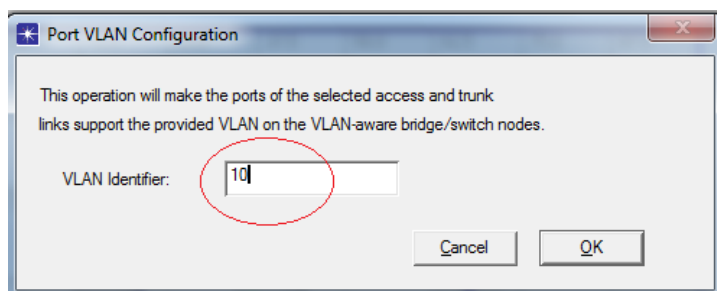 Port VLAN Configuration
This operation will make the ports of the selected access and trunk
links support the provided VLAN on the VLAN-aware bridge/switch nodes.
VLAN Identifier: 10
Cancel OK